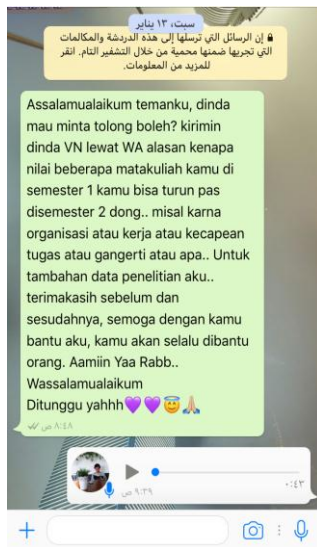 سبت، ١٣ يناير
إن الرسائل التي ترسلها إلى هذه الدردشة والمكالمات
التي تجريها ضمنها محمية من خلال التشفير التام. انقر
للمزيد من المعلومات.
Assalamualaikum temanku, dinda
mau minta tolong boleh? kirimin
dinda VN lewat WA alasan kenapa
nilai beberapa matakuliah kamu di
semester 1 kamu bisa turun pas
disemester 2 dong.. misal karna
organisasi atau kerja atau kecapean
tugas atau gangerti atau apa.. Untuk
tambahan data penelitian aku..
terimakasih sebelum dan
sesudahnya, semoga dengan kamu
bantu aku, kamu akan selalu dibantu
orang. Aamiin Yaa Rabb..
Wassalamualaikum
Ditunggu yahhh💜💜😇🙏
٨:٤٨ ص
٠:٤٣
٩:٣٩ ص